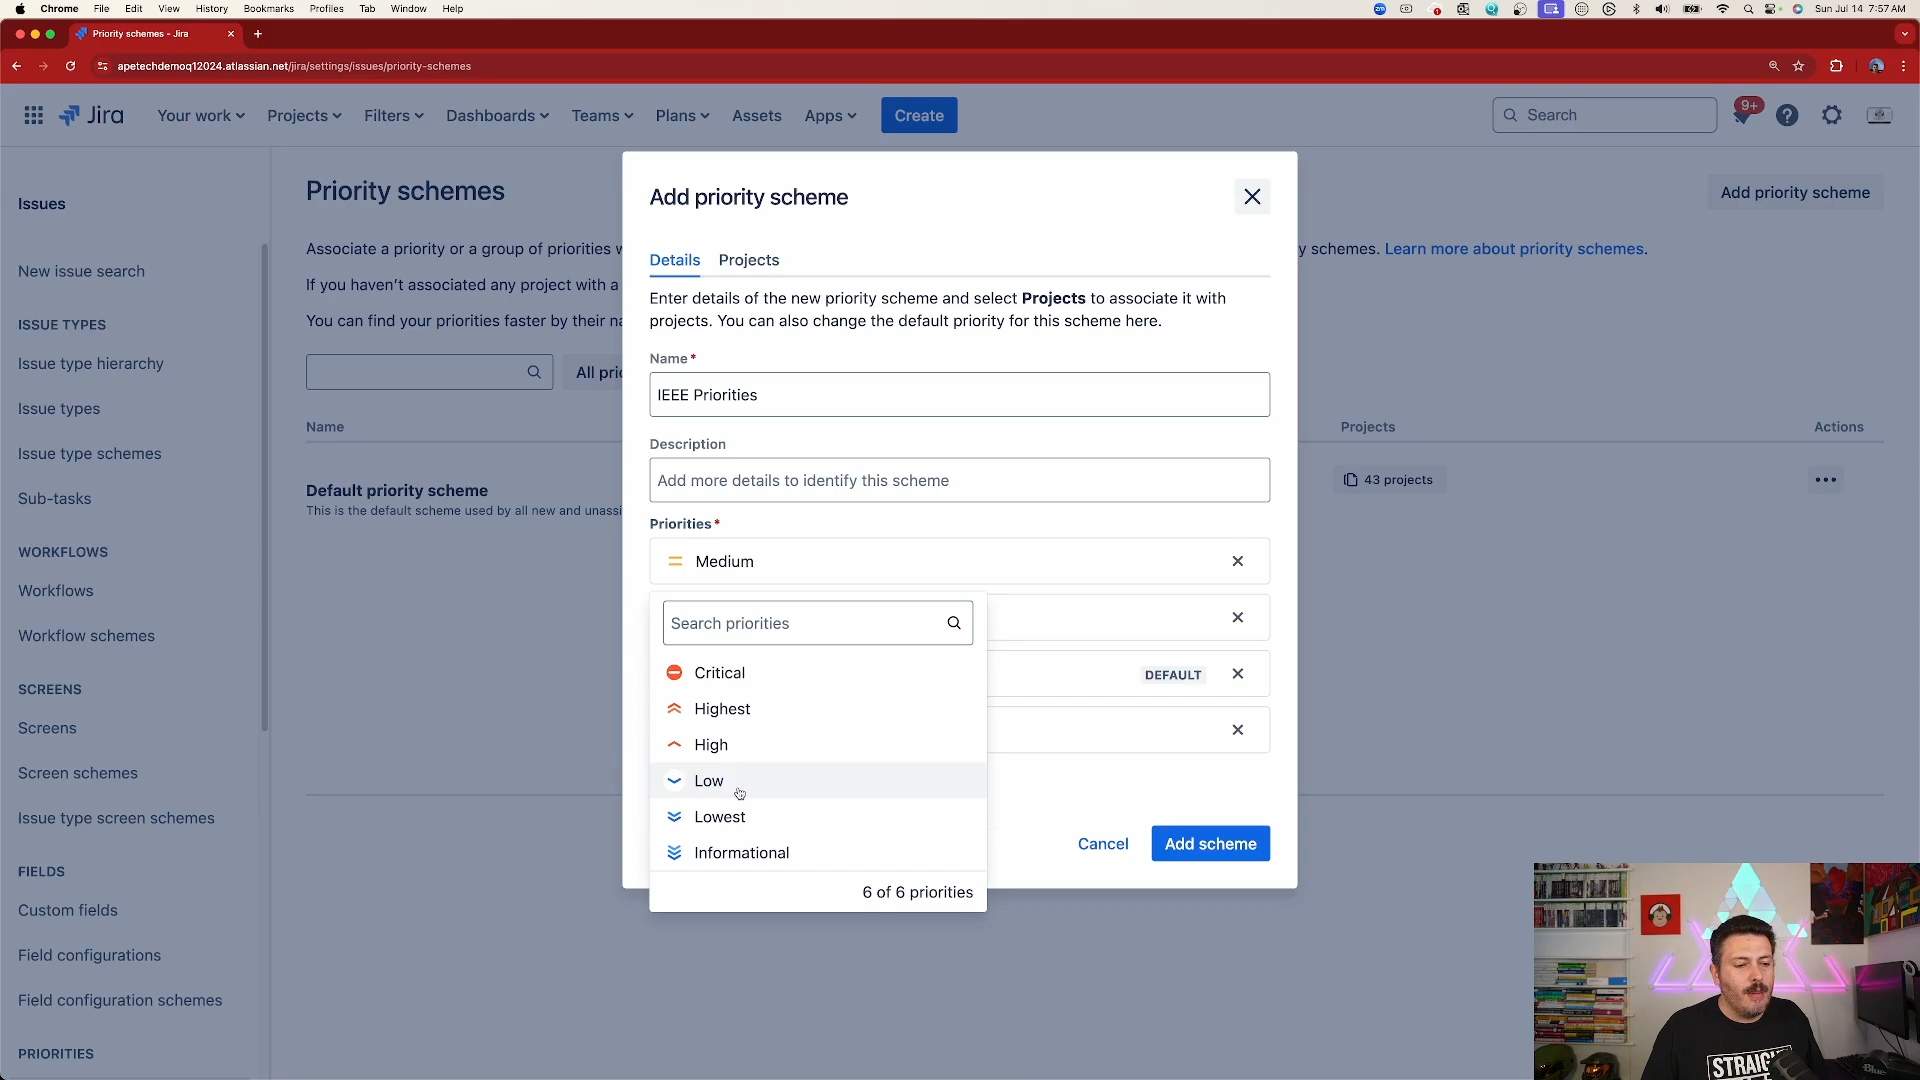 Chrome File Edit View History Bookmarks Profiles Tab Window Help
Sun Jul 14 7:57 AM
Priority schemes - Jira
apetechdemoq12024.atlassian.net/jira/settings/issues/priority-schemes
Jira Your work Projects Filters Dashboards Teams Plans Assets Apps Create
Search
9+
Issues
New issue search
ISSUE TYPES
Issue type hierarchy
Issue types
Issue type schemes
Sub-tasks
WORKFLOWS
Workflows
Workflow schemes
SCREENS
Screens
Screen schemes
Issue type screen schemes
FIELDS
Custom fields
Field configurations
Field configuration schemes
PRIORITIES
Priority schemes
Add priority scheme
Associate a priority or a group of priorities
y schemes. Learn more about priority schemes.
If you haven't associated any project with a
You can find your priorities faster by their
All pri
Name
Projects
Actions
Default priority scheme
This is the default scheme used by all new and unassi
43 projects
Add priority scheme
Details Projects
Enter details of the new priority scheme and select Projects to associate it with
projects. You can also change the default priority for this scheme here.
Name*
IEEE Priorities
Description
Add more details to identify this scheme
Priorities*
Medium
Search priorities
Critical
Highest
High
Low
Lowest
Informational
6 of 6 priorities
DEFAULT
Cancel
Add scheme
STRAIG